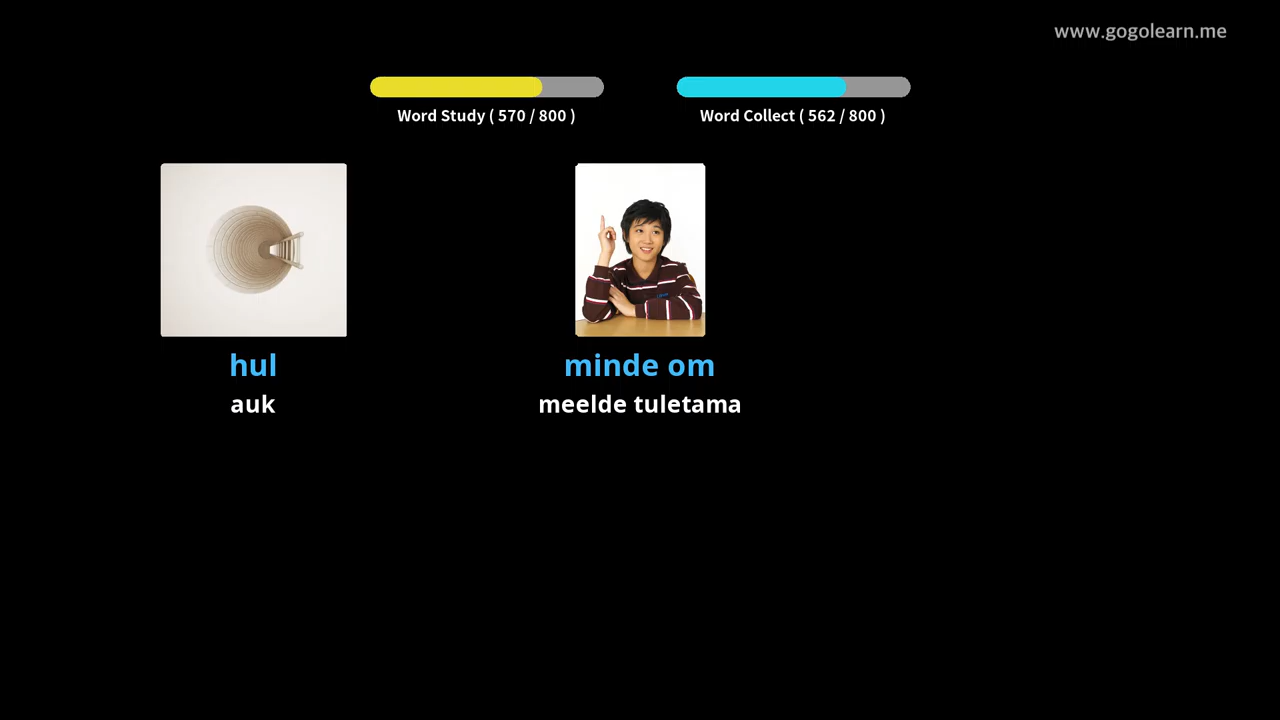 www.gogolearn.me
Word Study ( 570 / 800 )
Word Collect ( 562 / 800 )
hul
auk
minde om
meelde tuletama